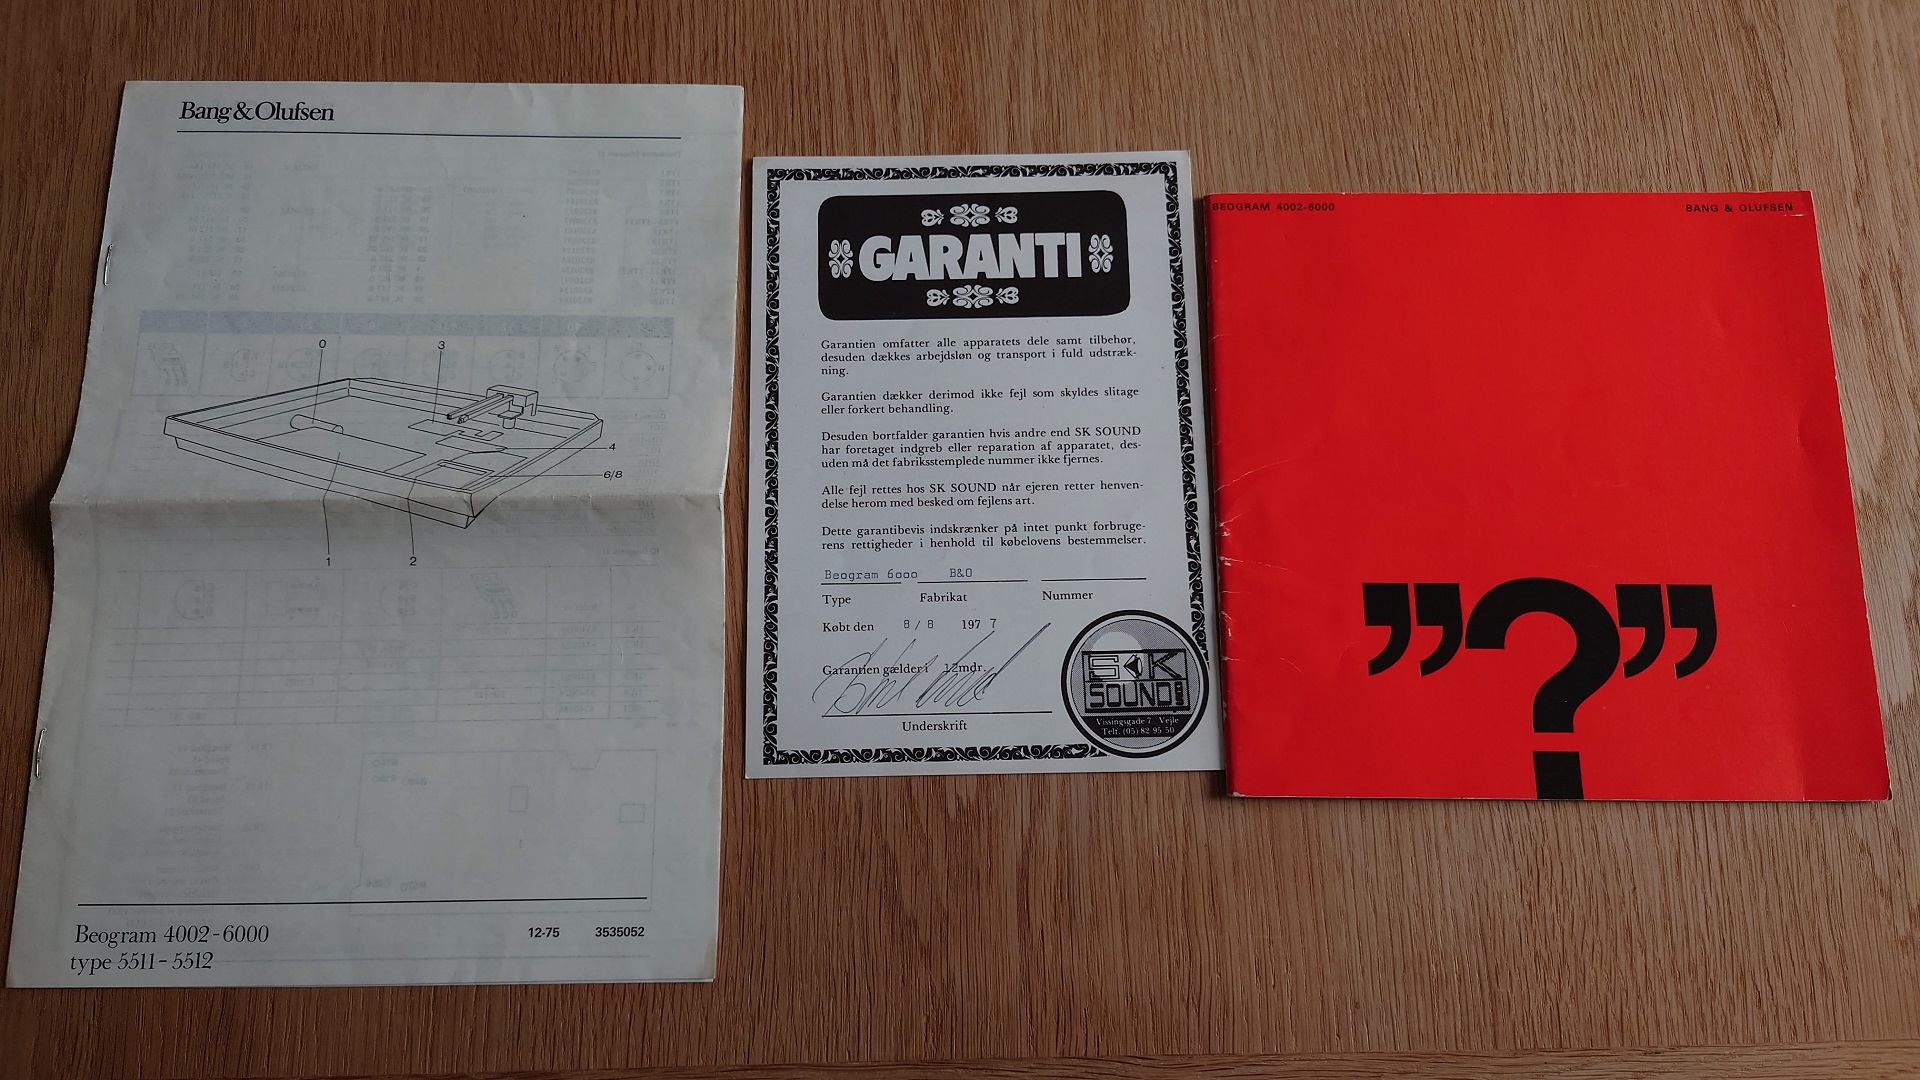 Bang & Olufsen
0
3
4
6/8
1
2
Beogram 4002-6000
12-75
3535052
type 5511-5512
GARANTI
Garantien omfatter alle apparatets dele samt tilbehør,
desuden dækkes arbejdsløn og transport i fuld udstræk-
ning.
Garantien dækker derimod ikke fejl som skyldes slitage
eller forkert behandling.
Desuden bortfalder garantien hvis andre end SK SOUND
har foretaget indgreb eller reparation af apparatet, des-
uden må det fabriksstemplede nummer ikke fjernes.
Alle fejl rettes hos SK SOUND når ejeren retter henven-
delse herom med besked om fejlens art.
Dette garantibevis indskrænker på intet punkt forbruge-
rens rettigheder i henhold til købelovens bestemmelser.
Beogram 6000 B&O
Type Fabrikat Nummer
Købt den 8/8 1977
Garantien gælder i 12mdr.
Underskrift
SK
SOUND
Vissingsgade 7 Vejle
Telf. (05) 82 95 50
BEOGRAM 4002-6000
BANG & OLUFSEN
”?”